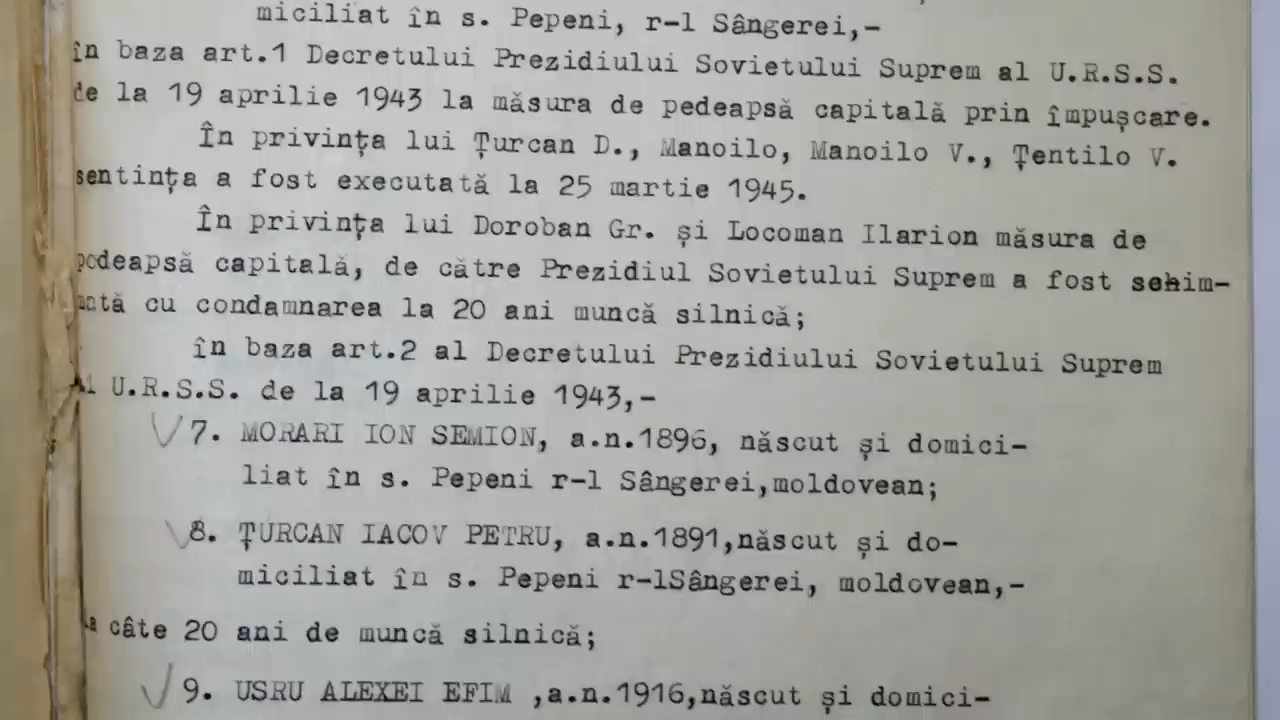 miciliat în s. Pepeni, r-l Sângerei,-
în baza art.1 Decretului Prezidiului Sovietului Suprem al U.R.S.S.
de la 19 aprilie 1943 la măsura de pedeapsă capitală prin împușcare.
În privința lui Țurcan D., Manoilo, Manoilo V., Țentilo V.
sentința a fost executată la 25 martie 1945.
În privința lui Doroban Gr. și Locoman Ilarion măsura de
pedeapsă capitală, de către Prezidiul Sovietului Suprem a fost schim-
bată cu condamnarea la 20 ani muncă silnică;
în baza art.2 al Decretului Prezidiului Sovietului Suprem
al U.R.S.S. de la 19 aprilie 1943,-
7. MORARI ION SEMION, a.n.1896, născut și domici-
liat în s. Pepeni r-l Sângerei,moldovean;
8. ȚURCAN IACOV PETRU, a.n.1891,născut și do-
miciliat în s. Pepeni r-lSângerei, moldovean,-
la câte 20 ani de muncă silnică;
9. USRU ALEXEI EFIM ,a.n.1916,născut și domici-